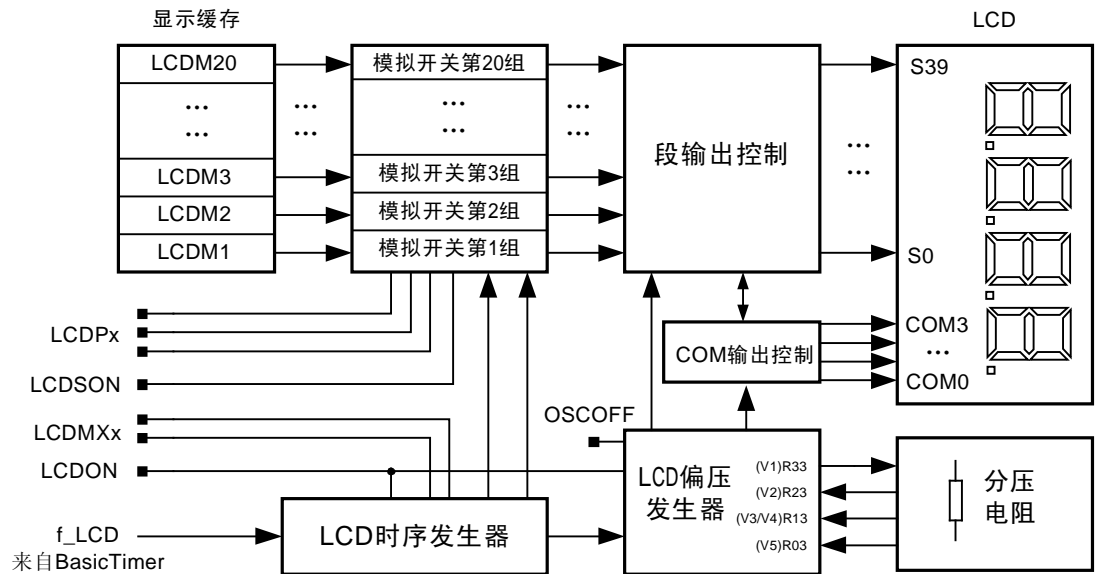 显示缓存
LCD
LCDM20
模拟开关第20组
S39
...
...
...
...
...
...
...
...
段输出控制
...
...
LCDM3
模拟开关第3组
LCDM2
模拟开关第2组
LCDM1
模拟开关第1组
S0
LCDPx
COM3
COM输出控制
...
LCDSON
COM0
OSCOFF
LCDMXx
LCDON
LCD偏压
发生器
(V1)R33
(V2)R23
(V3/V4)R13
(V5)R03
分压
电阻
f_LCD
来自BasicTimer
LCD时序发生器